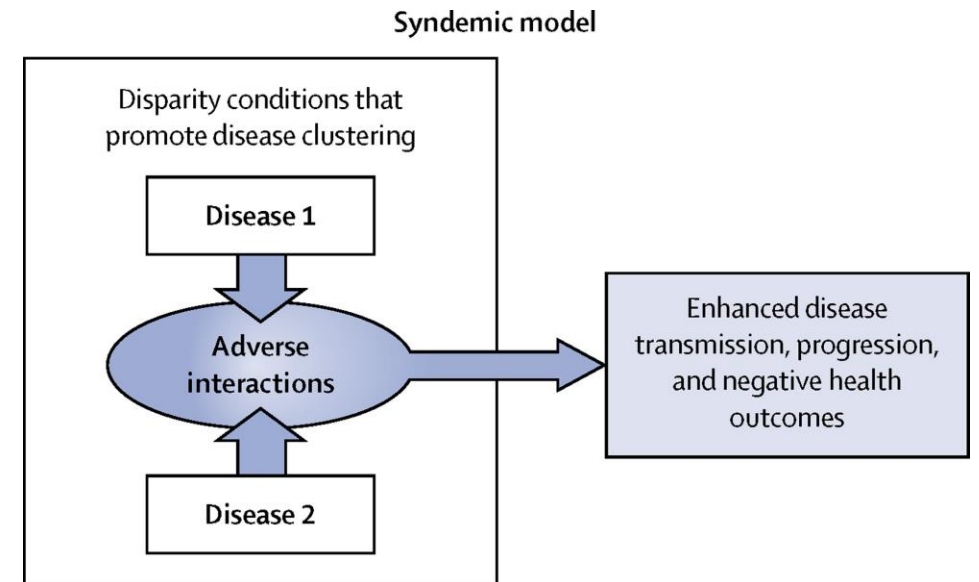 Syndemic model
Disparity conditions that
promote disease clustering
Disease 1
Adverse
interactions
Disease 2
Enhanced disease
transmission, progression,
and negative health
outcomes